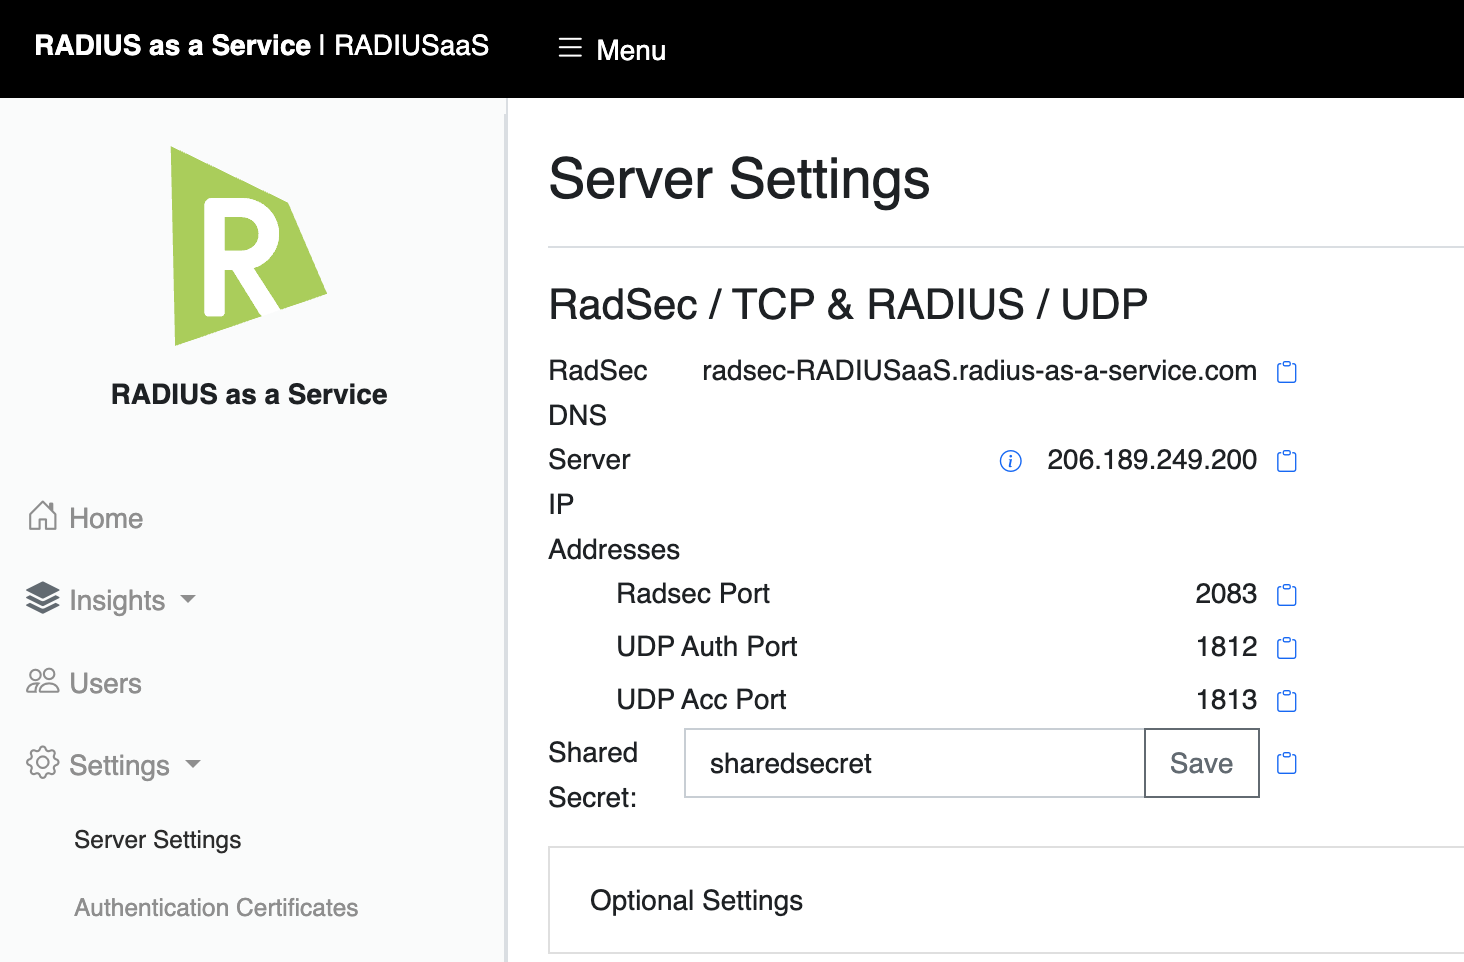 RADIUS as a Service | RADIUSaaS
Menu
R
RADIUS as a Service
Home
Insights
Users
Settings
Server Settings
Authentication Certificates
Server Settings
RadSec / TCP & RADIUS / UDP
RadSec DNS radsec-RADIUSaaS.radius-as-a-service.com
Server IP Addresses 206.189.249.200
Radsec Port 2083
UDP Auth Port 1812
UDP Acc Port 1813
Shared Secret: sharedsecret Save
Optional Settings